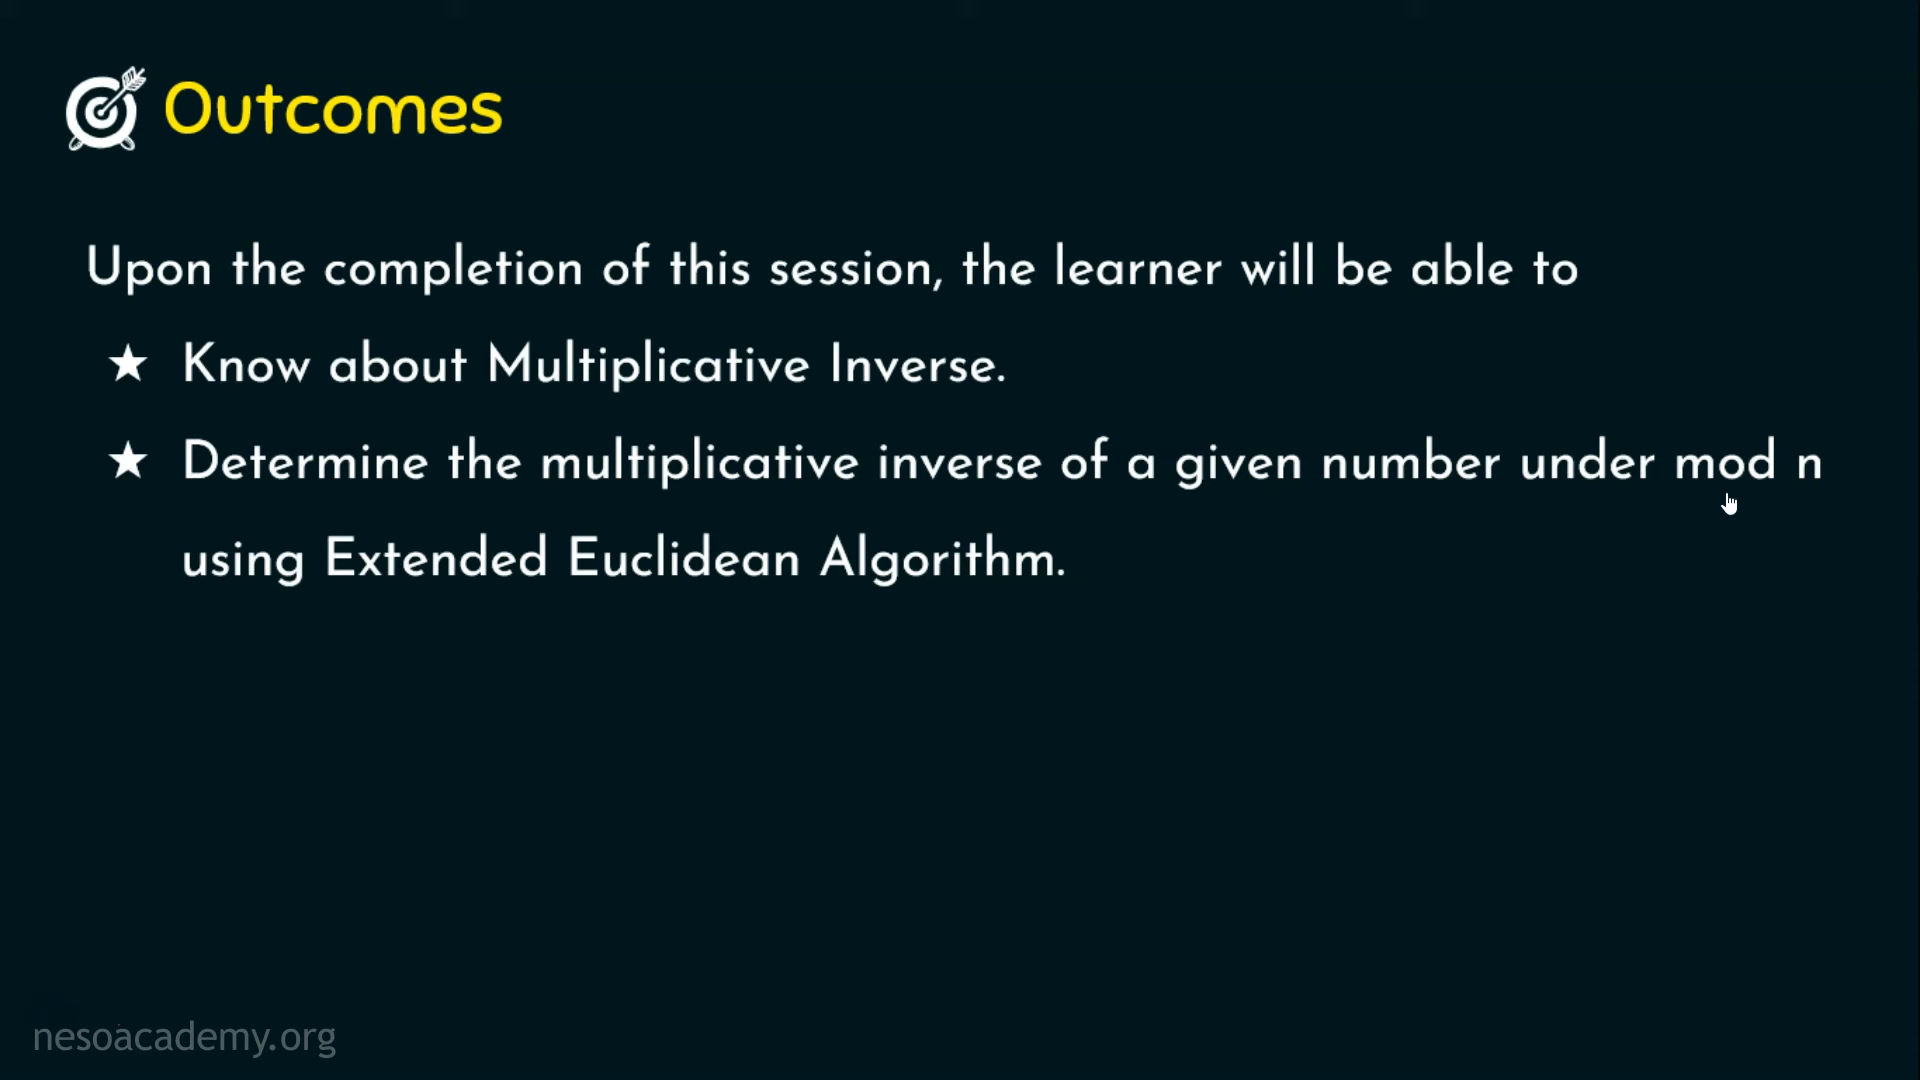 Outcomes
Upon the completion of this session, the learner will be able to
★ Know about Multiplicative Inverse.
★ Determine the multiplicative inverse of a given number under mod n
using Extended Euclidean Algorithm.
nesoacademy.org